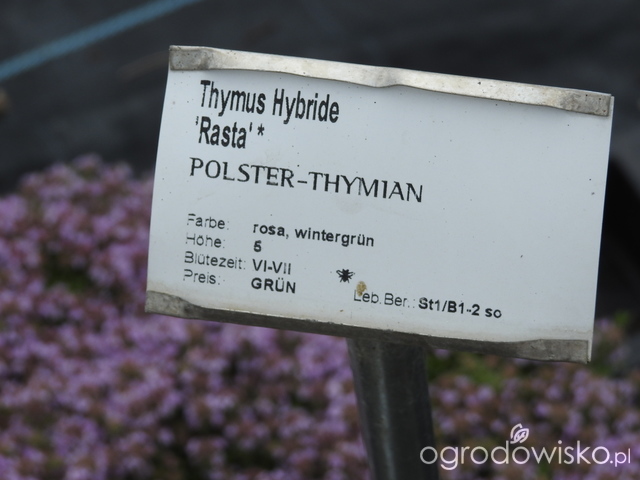 Thymus Hybride
'Rasta' *
POLSTER-THYMIAN
Farbe: rosa, wintergrün
Höhe: 5
Blütezeit: VI-VII
Preis: GRÜN
Leb.Ber.: St1/B1-2 so
ogrodowisko.pl